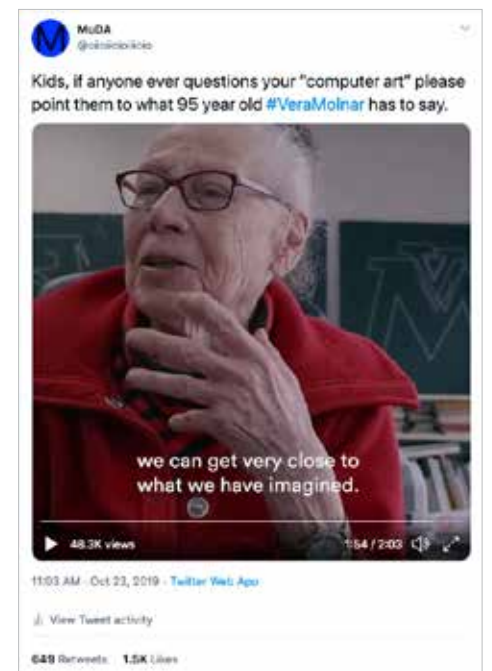 MuDA
Kids, if anyone ever questions your "computer art" please
point them to what 95 year old #VeraMolnar has to say.
we can get very close to
what we have imagined.
48.3K views
1:54 / 2:03
11:03 AM · Oct 23, 2019 · Twitter Web App
View Tweet activity
649 Retweets 1.5K Likes